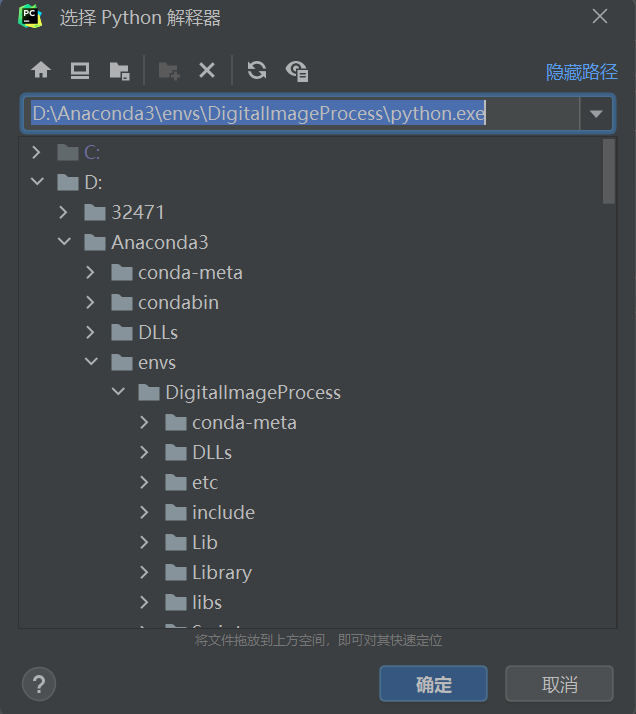 PC
选择 Python 解释器
隐藏路径
D:\Anaconda3\envs\DigitalImageProcess\python.exe
C:
D:
32471
Anaconda3
conda-meta
condabin
DLLs
envs
DigitalImageProcess
conda-meta
DLLs
etc
include
Lib
Library
libs
将文件拖放到上方空间，即可对其快速定位
?
确定
取消